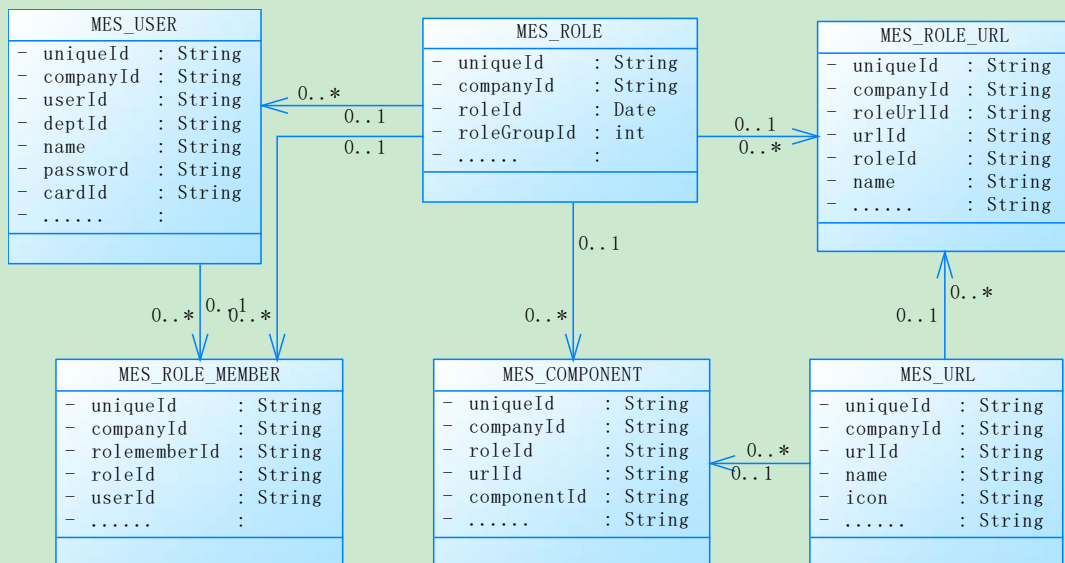 MES_USER
- uniqueId : String
- companyId : String
- userId : String
- deptId : String
- name : String
- password : String
- cardId : String
- ...... :
MES_ROLE
- uniqueId : String
- companyId : String
- roleId : Date
- roleGroupId : int
- ...... :
MES_ROLE_URL
- uniqueId : String
- companyId : String
- roleUrlId : String
- urlId : String
- roleId : String
- name : String
- ...... : String
0..*
0..1
0..1
0..1
0..*
0..1
0..*
0..*
0..1
0..*
0..*
0..1
MES_ROLE_MEMBER
- uniqueId : String
- companyId : String
- rolememberId : String
- roleId : String
- userId : String
- ...... :
MES_COMPONENT
- uniqueId : String
- companyId : String
- roleId : String
- urlId : String
- componentId : String
- ...... : String
0..*
0..1
MES_URL
- uniqueId : String
- companyId : String
- urlId : String
- name : String
- icon : String
- ...... : String